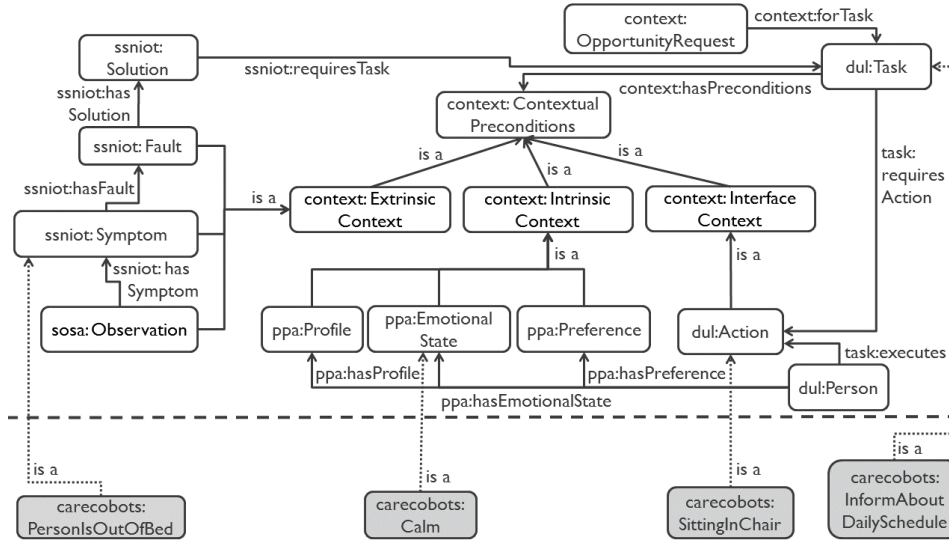 context:
OpportunityRequest
context:forTask
ssniot:
Solution
ssniot:requiresTask
dul:Task
context:hasPreconditions
ssniot:has
Solution
context: Contextual
Preconditions
ssniot: Fault
is a
is a
is a
task:
requires
Action
ssniot:hasFault
is a
context: Extrinsic
Context
context: Intrinsic
Context
context: Interface
Context
ssniot: Symptom
ssniot: has
Symptom
is a
is a
sosa: Observation
ppa:Profile
ppa:Emotional
State
ppa:Preference
dul:Action
task:executes
ppa:hasProfile
ppa:hasPreference
dul:Person
ppa:hasEmotionalState
is a
is a
is a
is a
carecobots:
PersonIsOutOfBed
carecobots:
Calm
carecobots:
SittingInChair
carecobots:
InformAbout
DailySchedule